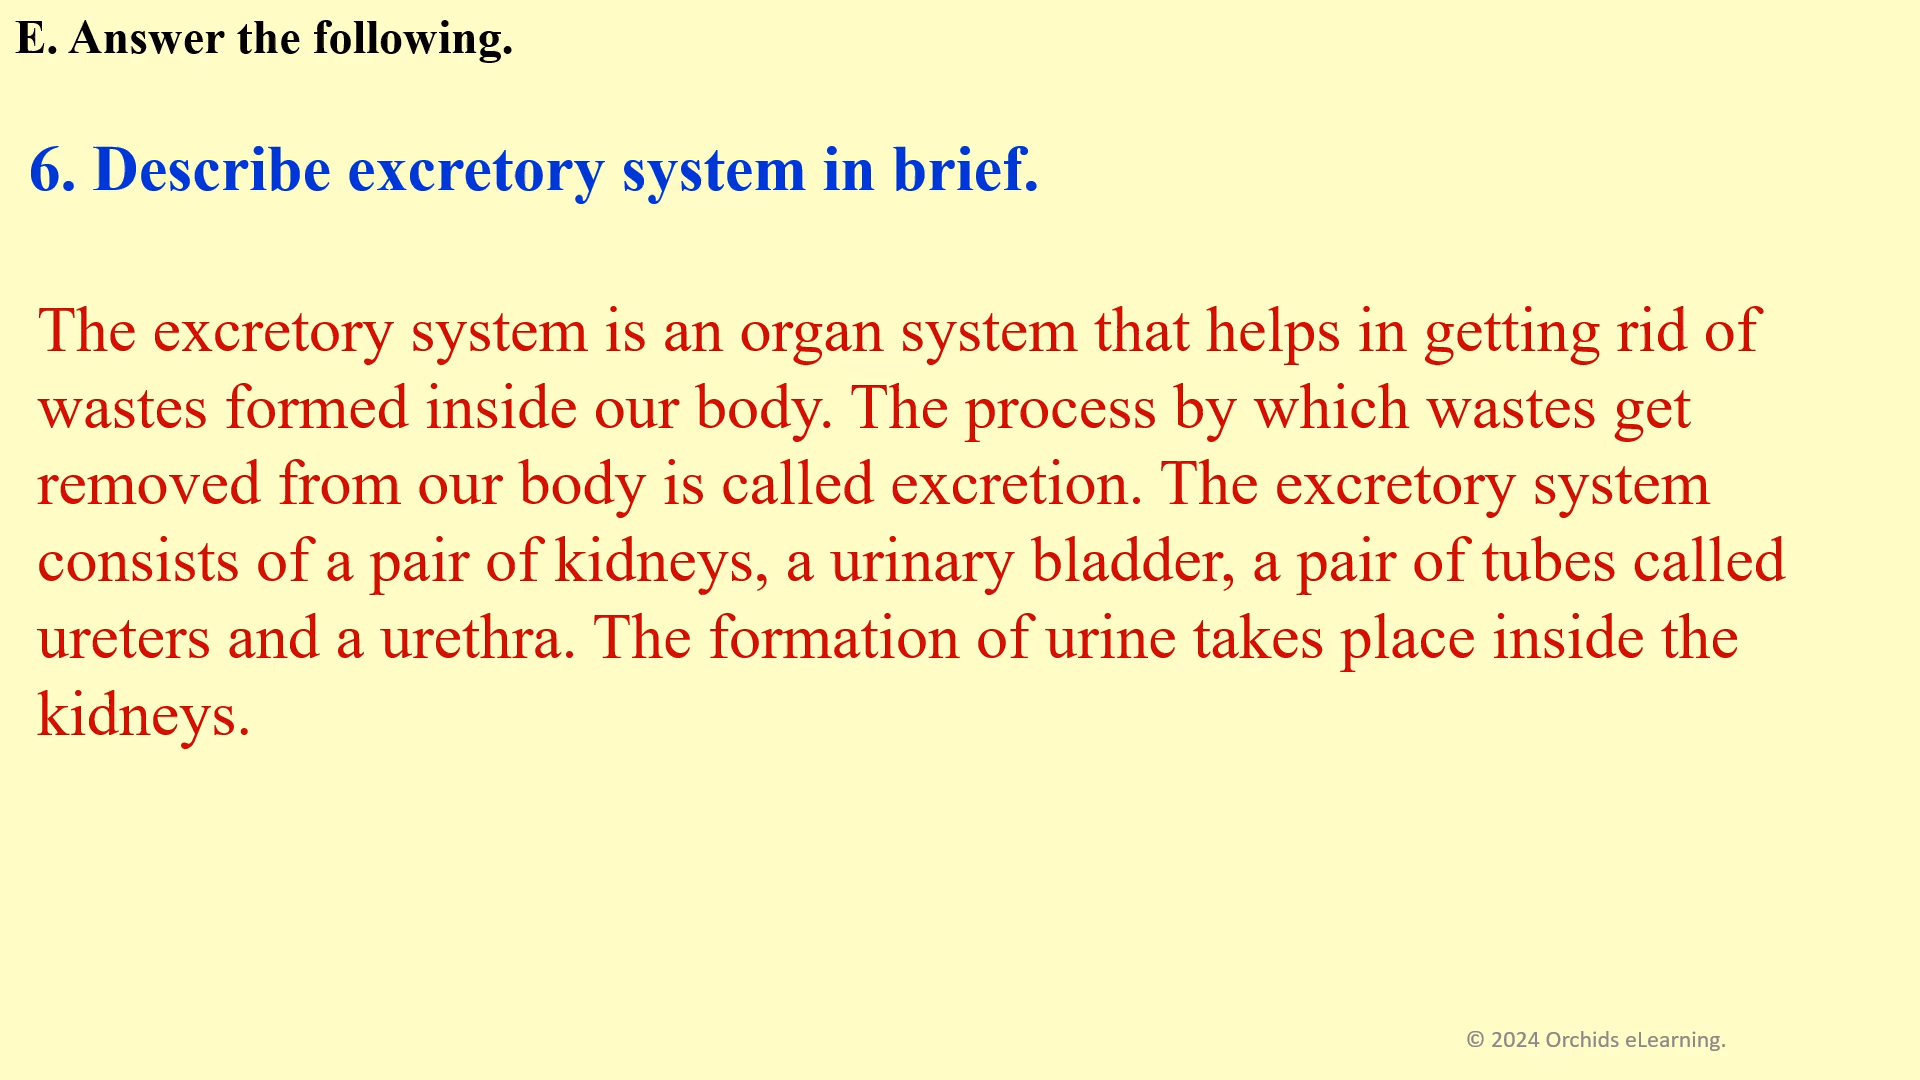 E. Answer the following.
6. Describe excretory system in brief.
The excretory system is an organ system that helps in getting rid of
wastes formed inside our body. The process by which wastes get
removed from our body is called excretion. The excretory system
consists of a pair of kidneys, a urinary bladder, a pair of tubes called
ureters and a urethra. The formation of urine takes place inside the
kidneys.
© 2024 Orchids eLearning.